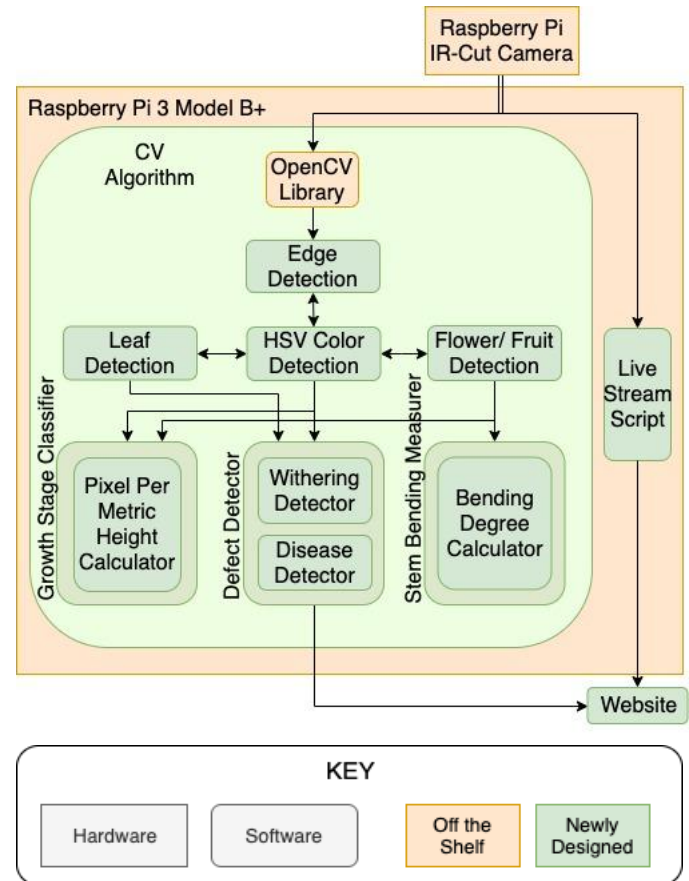 Raspberry Pi
IR-Cut Camera
Raspberry Pi 3 Model B+
CV
Algorithm
OpenCV
Library
Edge
Detection
Leaf
Detection
HSV Color
Detection
Flower/ Fruit
Detection
Live
Stream
Script
Growth Stage Classifier
Pixel Per
Metric
Height
Calculator
Defect Detector
Withering
Detector
Disease
Detector
Stem Bending Measurer
Bending
Degree
Calculator
Website
KEY
Hardware
Software
Off the
Shelf
Newly
Designed